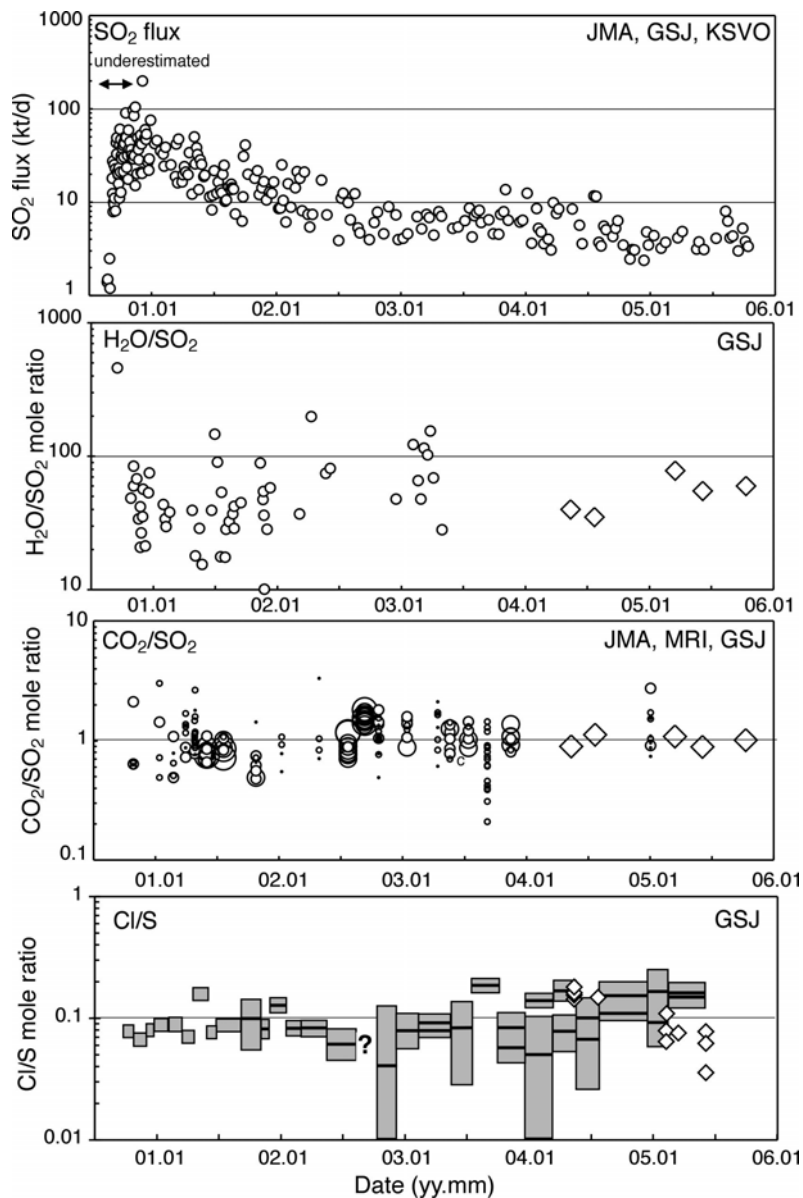 SO2 flux JMA, GSJ, KSVO
underestimated
SO2 flux (kt/d)
100
10
1
01.01 02.01 03.01 04.01 05.01 06.01
H2O/SO2 GSJ
H2O/SO2 mole ratio
1000
100
10
01.01 02.01 03.01 04.01 05.01 06.01
CO2/SO2 JMA, MRI, GSJ
CO2/SO2 mole ratio
10
1
0.1
c
01.01 02.01 03.01 04.01 05.01 06.01
Cl/S GSJ
Cl/S mole ratio
1
0.1
0.01
?
01.01 02.01 03.01 04.01 05.01 06.01
Date (yy.mm)